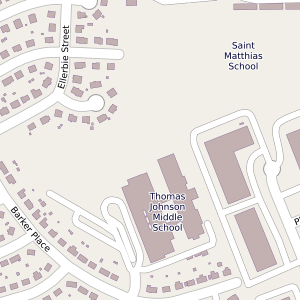 Ellerbie Street
Saint
Matthias
School
Thomas
Johnson
Middle
School
Barker Place